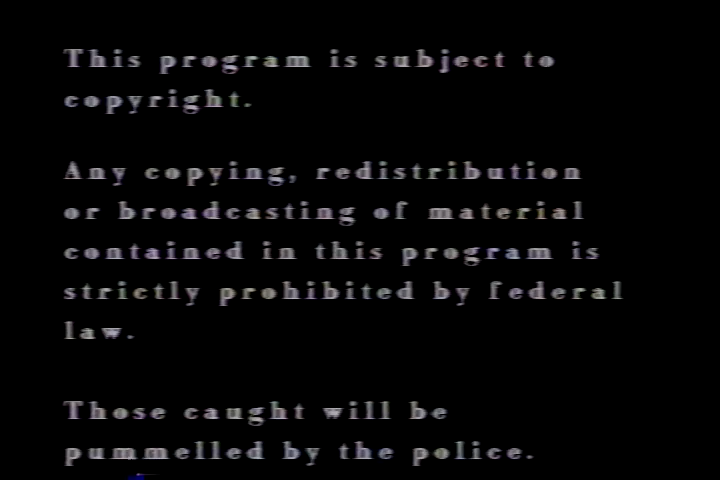 This program is subject to
copyright.
Any copying, redistribution
or broadcasting of material
contained in this program is
strictly prohibited by federal
law.
Those caught will be
pummelled by the police.